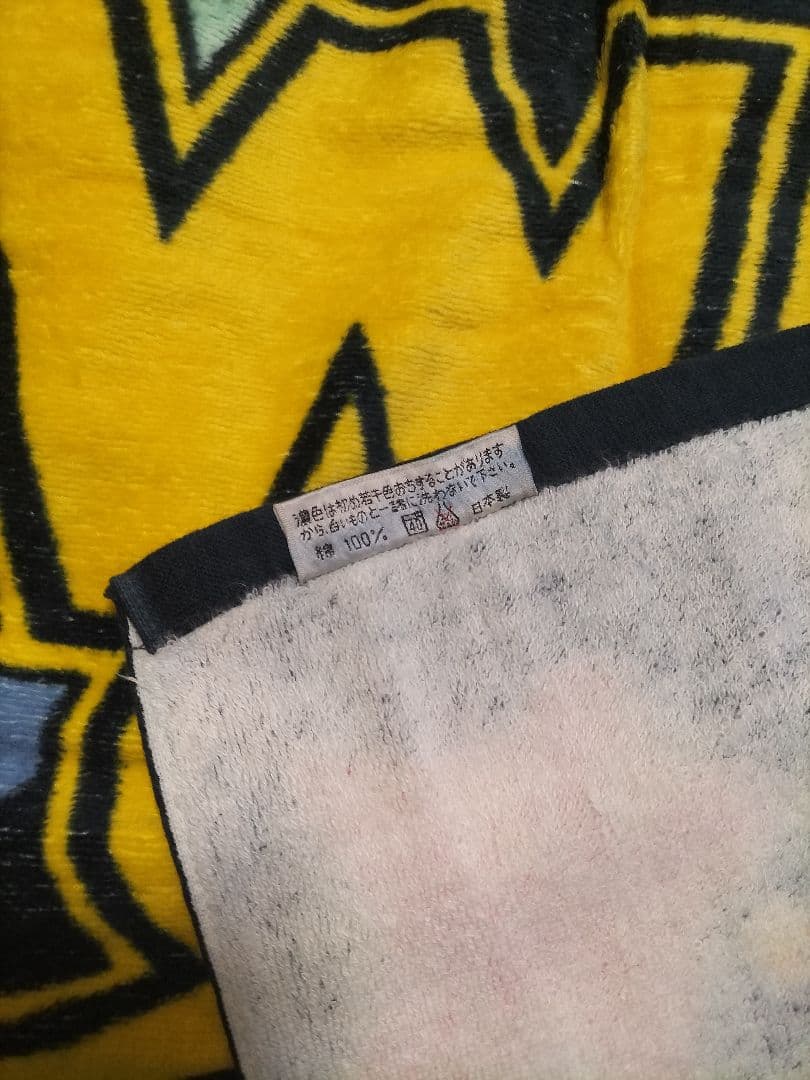 濃色は初め若干色おちすることがあります
から、白いものと一緒に洗わないで下さい。
綿 100% 40 日本製